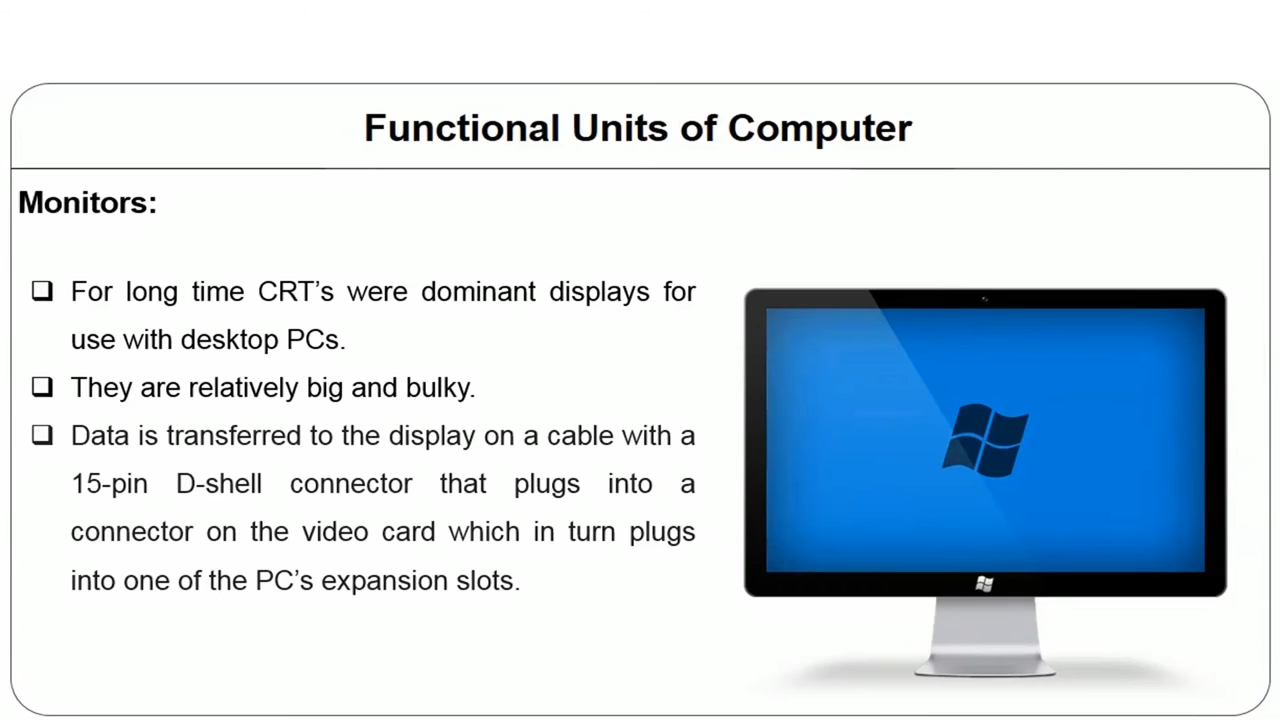 Functional Units of Computer
Monitors:
❑ For long time CRT’s were dominant displays for
use with desktop PCs.
❑ They are relatively big and bulky.
❑ Data is transferred to the display on a cable with a
15-pin D-shell connector that plugs into a
connector on the video card which in turn plugs
into one of the PC’s expansion slots.